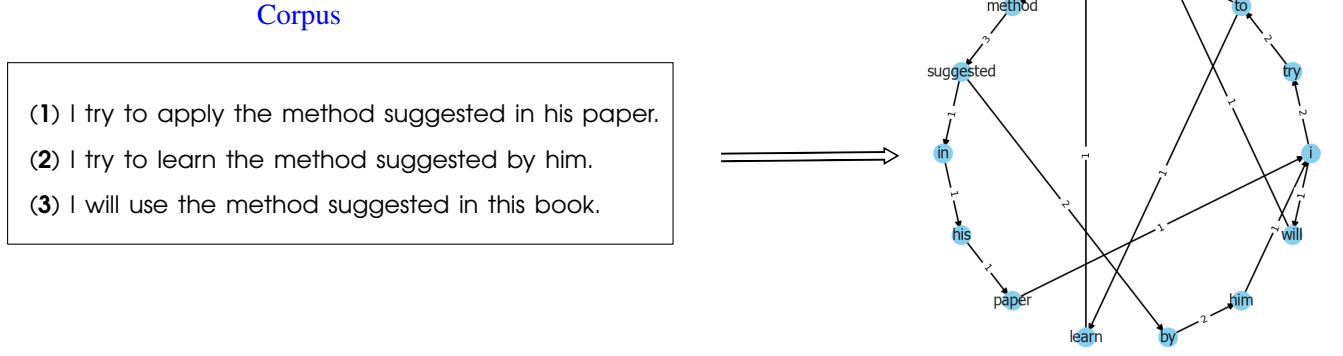 Corpus
(1) I try to apply the method suggested in his paper.
(2) I try to learn the method suggested by him.
(3) I will use the method suggested in this book.
method
to
3
suggested
2
try
1
1
2
in
1
i
1
1
2
1
his
1
1
will
1
paper
him
2
learn
by